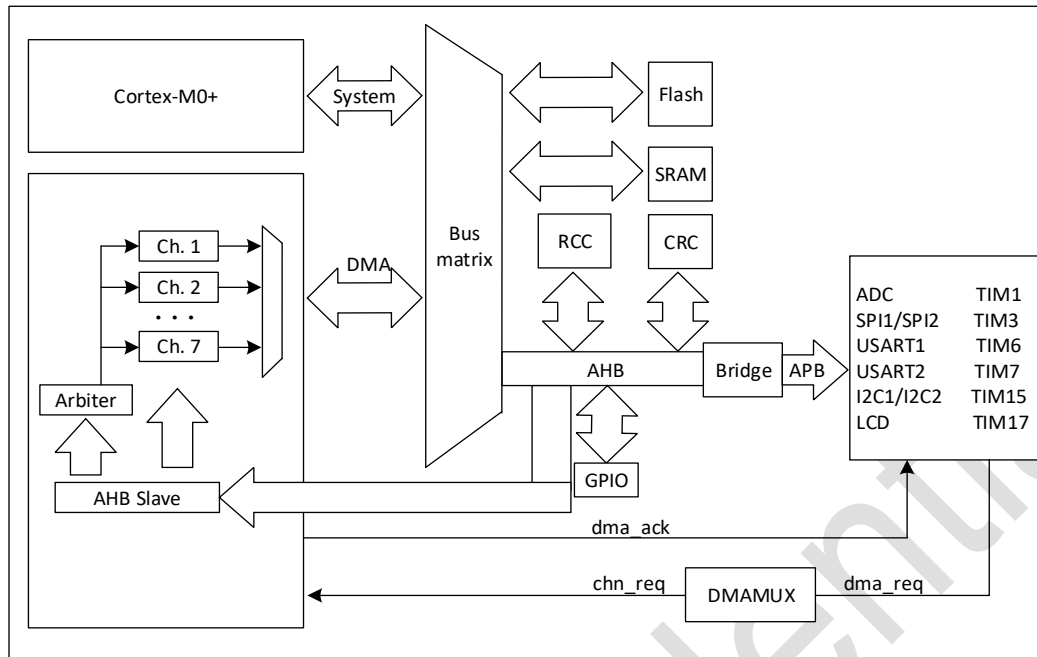 Cortex-M0+
System
Flash
SRAM
RCC
CRC
Bus
matrix
Ch. 1
DMA
Ch. 2
. . .
Ch. 7
Arbiter
AHB Slave
AHB
Bridge
APB
GPIO
ADC TIM1
SPI1/SPI2 TIM3
USART1 TIM6
USART2 TIM7
I2C1/I2C2 TIM15
LCD TIM17
dma_ack
chn_req
DMAMUX
dma_req